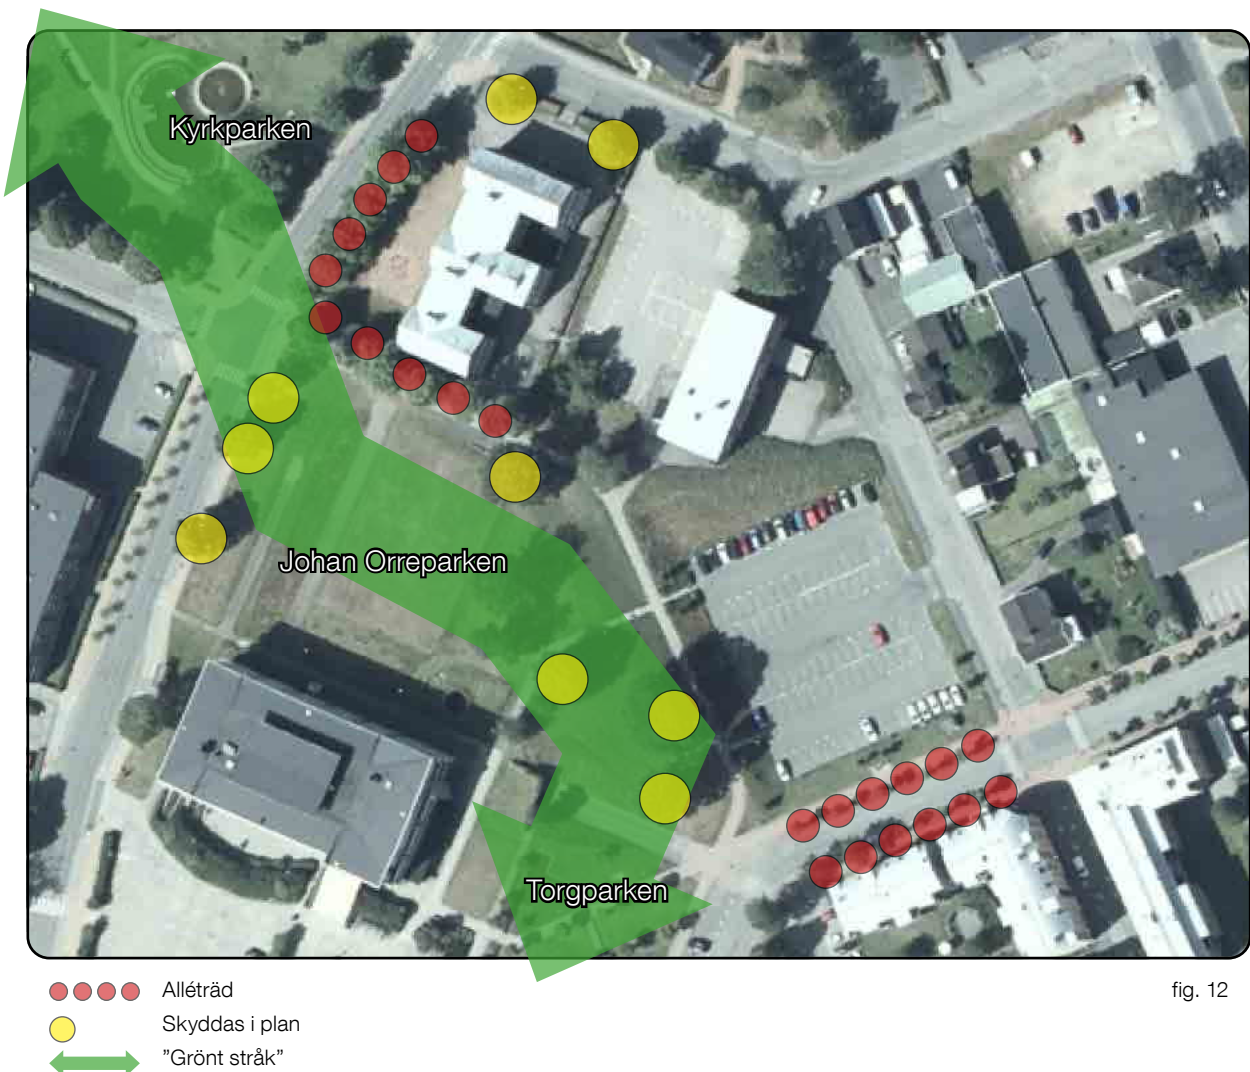 Kyrkparken
Johan Orreparken
Torgparken
Alléträd
fig. 12
Skyddas i plan
”Grönt stråk”